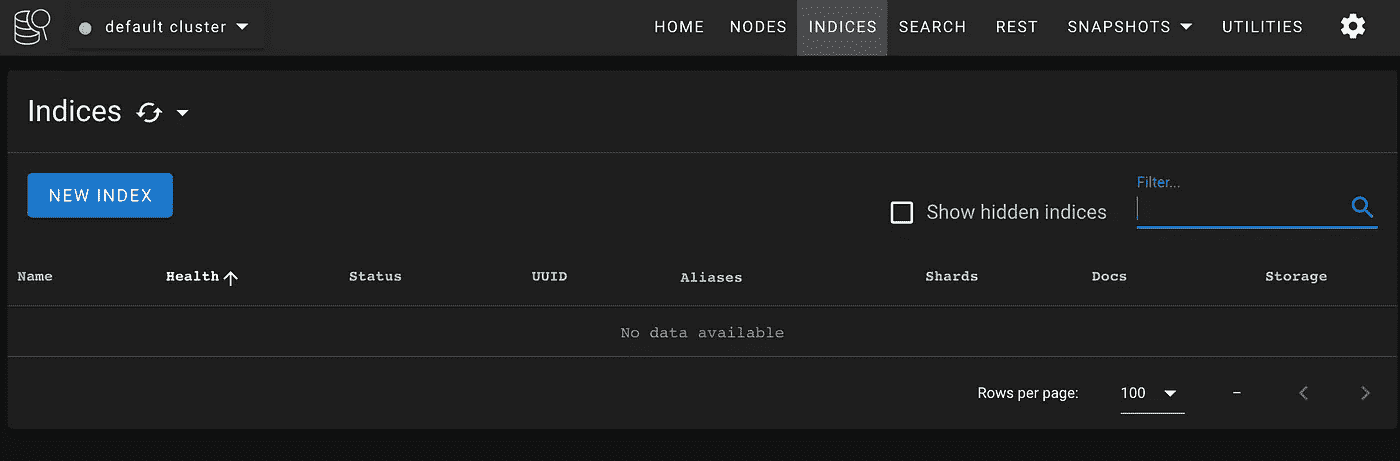 default cluster
HOME NODES INDICES SEARCH REST SNAPSHOTS UTILITIES
Indices
NEW INDEX
Show hidden indices
Filter...
Name Health Status UUID Aliases Shards Docs Storage
No data available
Rows per page: 100 –